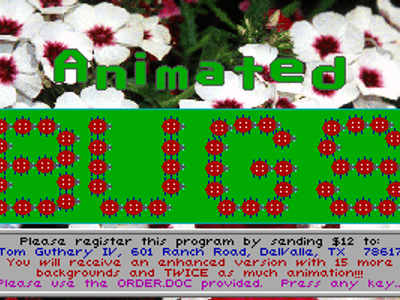 Animated
BUGS
Please register this program by sending $12 to:
Tom Guthery IV, 601 Ranch Road, DelValle, TX 78617
You will receive an enhanced version with 15 more
backgrounds and TWICE as much animation!!!
Please use the ORDER.DOC provided. Press any key..